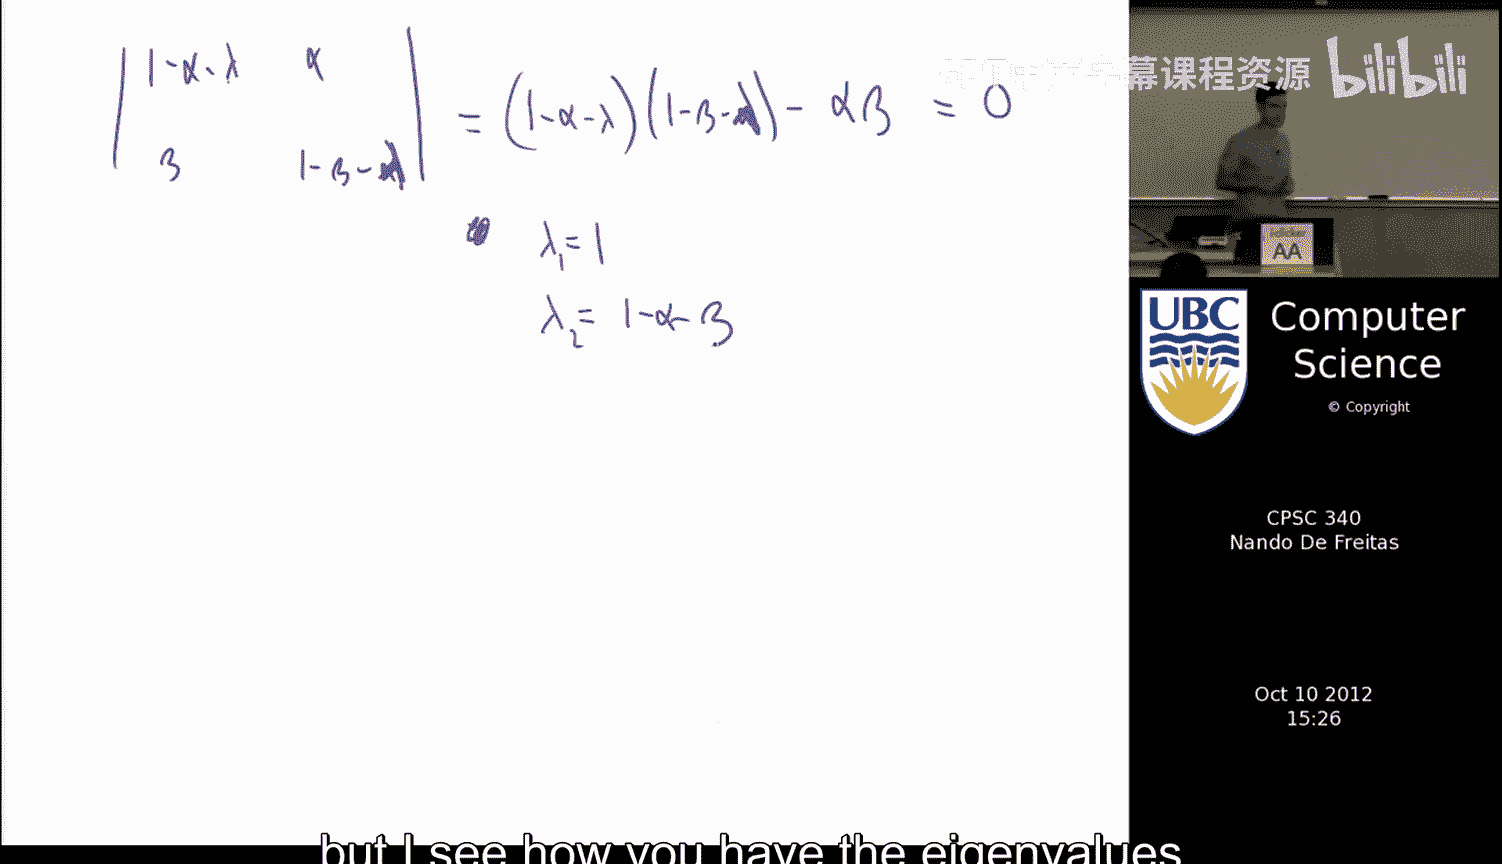 | 1-α-λ α |
| β 1-β-λ | = (1-α-λ)(1-β-λ) - αβ = 0
λ₁ = 1
λ₂ = 1-α-β
幕课程资源 bilibili
AA
UBC
Computer
Science
© Copyright
CPSC 340
Nando De Freitas
Oct 10 2012
15:26
but I see how you have the eigenvalues